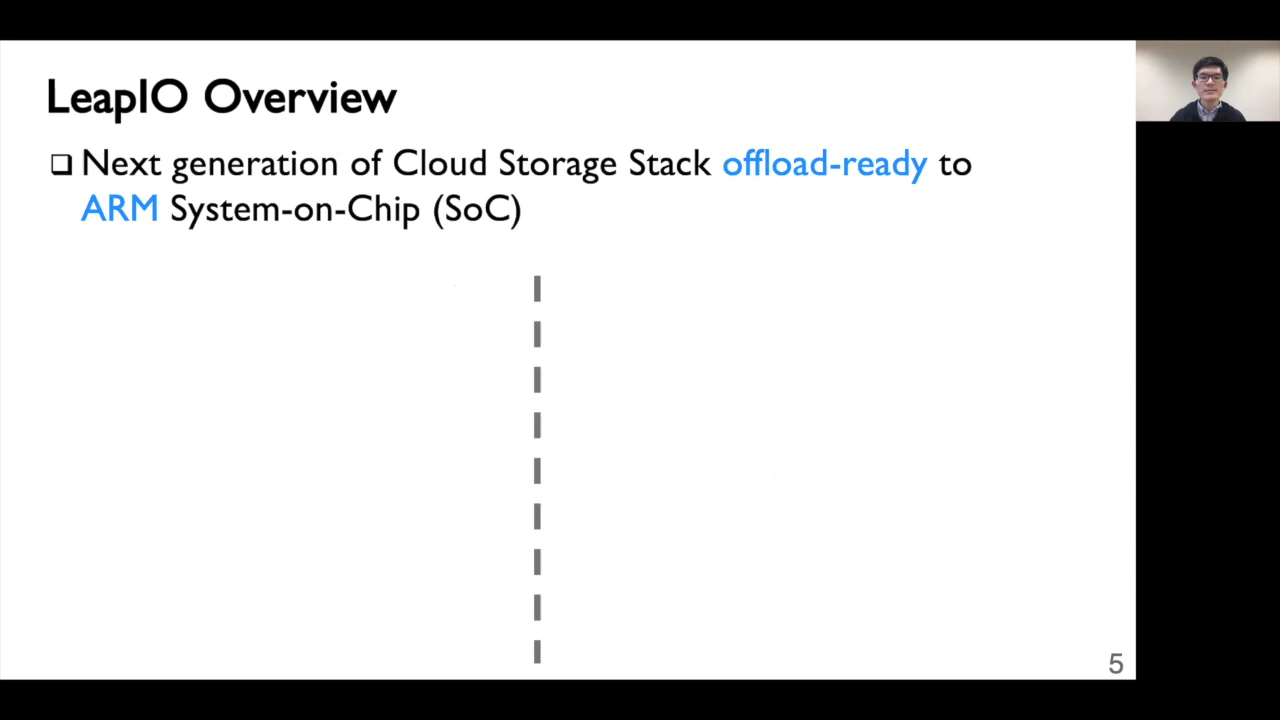 LeapIO Overview
❑ Next generation of Cloud Storage Stack offload-ready to
ARM System-on-Chip (SoC)
5